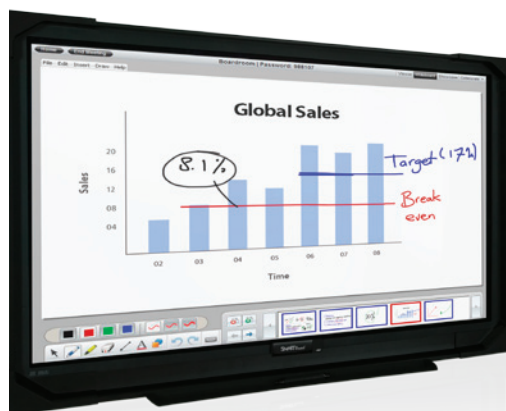 Boardroom | Password: 989107
File Edit Insert Draw Help
Global Sales
Sales
20
16
12
08
04
8.1%
Target (17%)
Break
even
02 03 04 05 06 07 08
Time